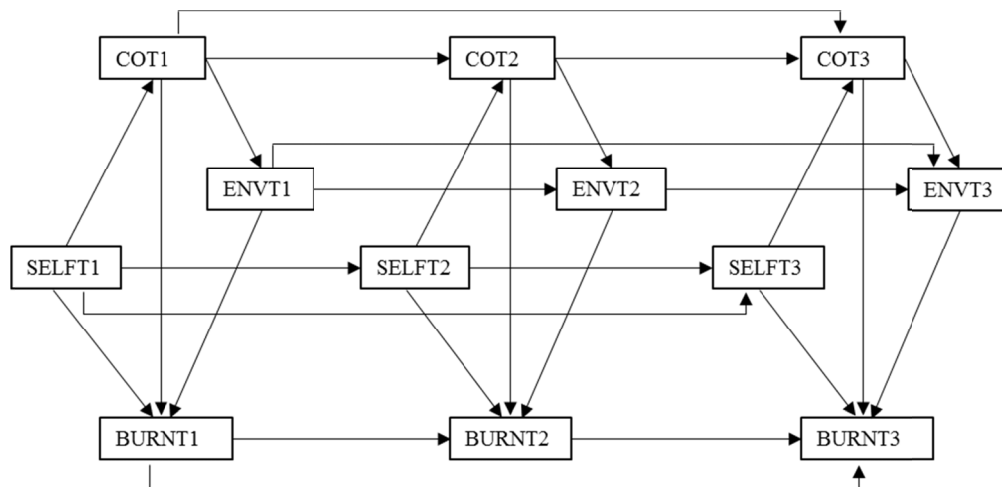 COT1
COT2
COT3
ENVT1
ENVT2
ENVT3
SELFT1
SELFT2
SELFT3
BURNT1
BURNT2
BURNT3